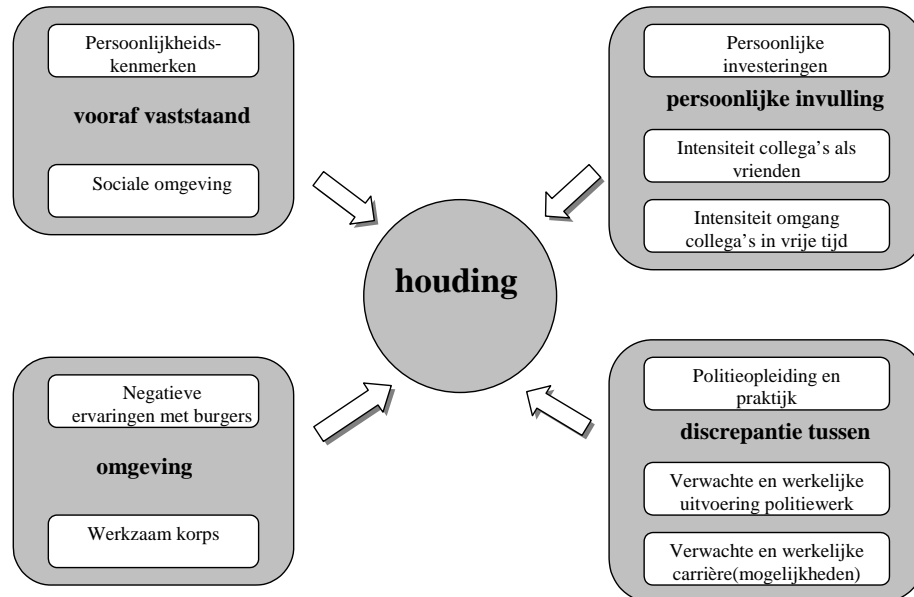 Persoonlijkheids-
kenmerken
vooraf vaststaand
Sociale omgeving
Persoonlijke
investeringen
persoonlijke invulling
Intensiteit collega's als
vrienden
Intensiteit omgang
collega's in vrije tijd
houding
Negatieve
ervaringen met burgers
omgeving
Werkzaam korps
Politieopleiding en
praktijk
discrepantie tussen
Verwachte en werkelijke
uitvoering politiewerk
Verwachte en werkelijke
carrière(mogelijkheden)